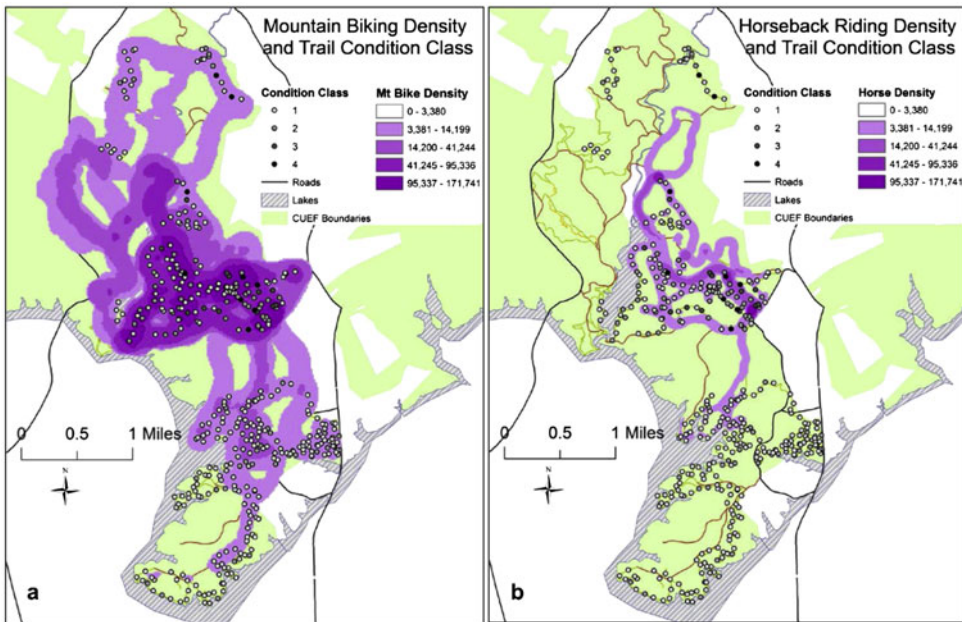 Mountain Biking Density
and Trail Condition Class
Condition Class
1
2
3
4
Roads
Lakes
CUEF Boundaries
Mt Bike Density
0 - 3,380
3,381 - 14,199
14,200 - 41,244
41,245 - 95,336
95,337 - 171,741
0 0.5 1 Miles
N
a
Horseback Riding Density
and Trail Condition Class
Condition Class
1
2
3
4
Roads
Lakes
CUEF Boundaries
Horse Density
0 - 3,380
3,381 - 14,199
14,200 - 41,244
41,245 - 95,336
95,337 - 171,741
0 0.5 1 Miles
N
b